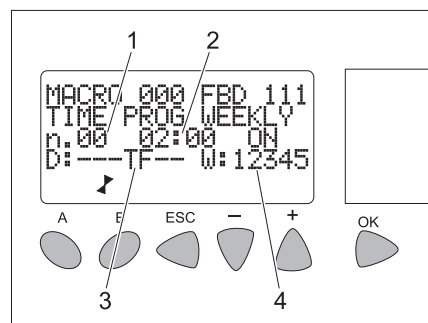 1 2
MACRO 000 FBD 111
TIME PROG WEEKLY
n.00 02:00 ON
D:---TF-- W:12345
A B ESC − + OK
3 4